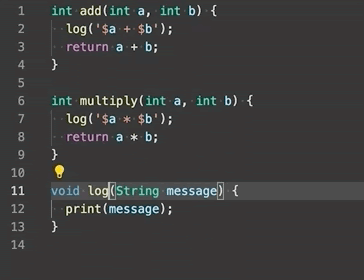 1 int add(int a, int b) {
2   log('$a + $b');
3   return a + b;
4 }
5
6 int multiply(int a, int b) {
7   log('$a * $b');
8   return a * b;
9 }
10
11 void log(String message) {
12   print(message);
13 }
14